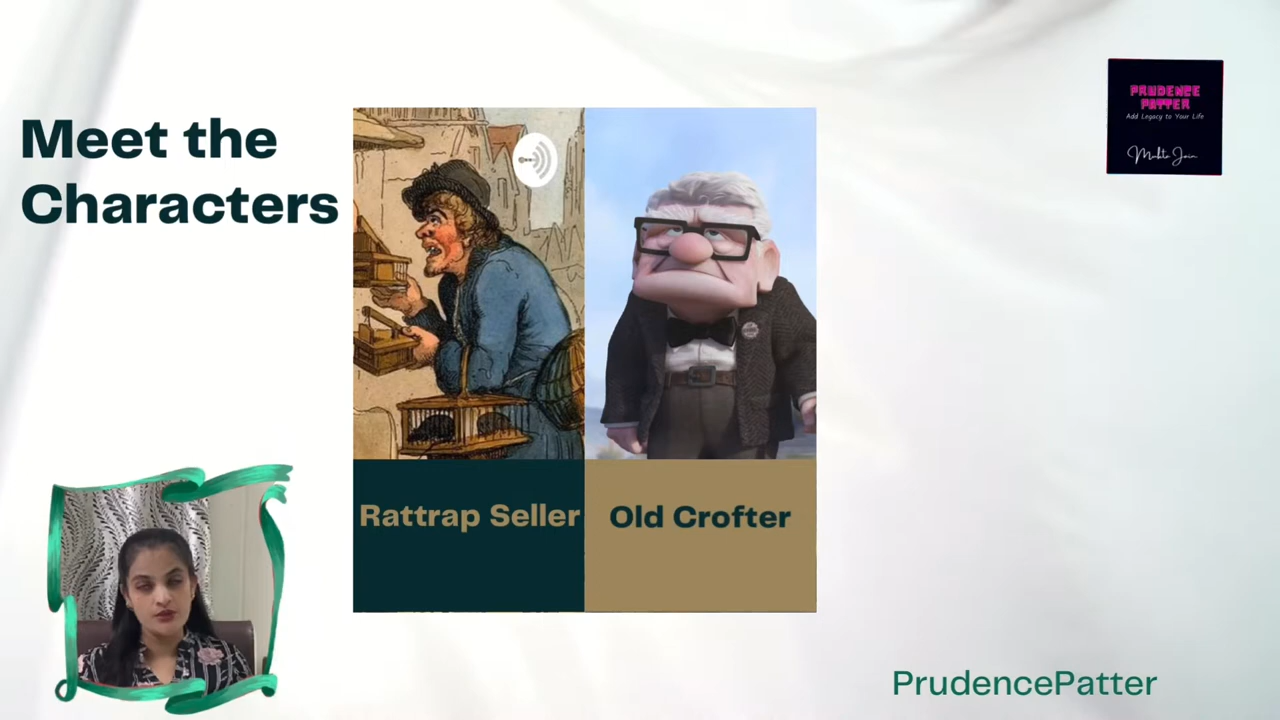 Meet the
Characters
PRUDENCE
PATTER
Add Legacy to Your Life
Rattrap Seller
Old Crofter
PrudencePatter